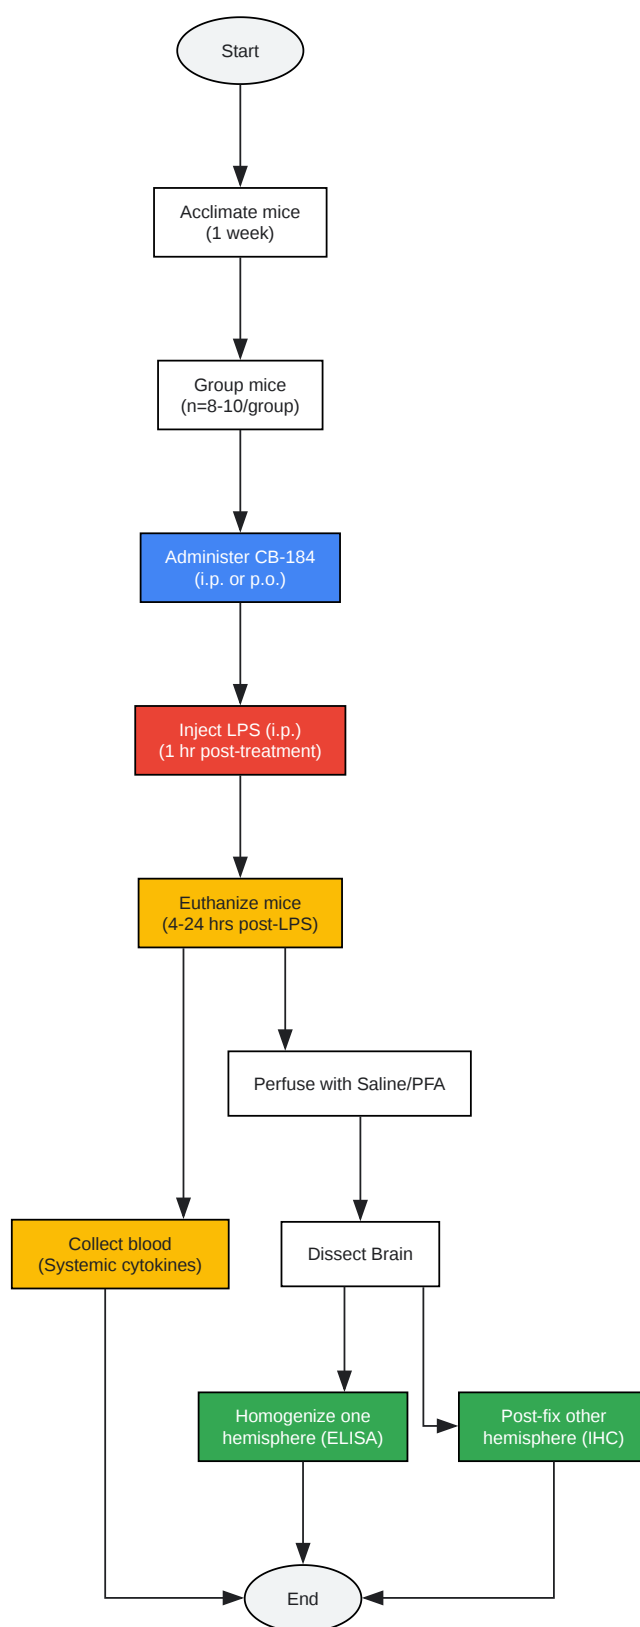 Start
Acclimate mice
(1 week)
Group mice
(n=8-10/group)
Administer CB-184
(i.p. or p.o.)
Inject LPS (i.p.)
(1 hr post-treatment)
Euthanize mice
(4-24 hrs post-LPS)
Perfuse with Saline/PFA
Collect blood
(Systemic cytokines)
Dissect Brain
Homogenize one
hemisphere (ELISA)
Post-fix other
hemisphere (IHC)
End